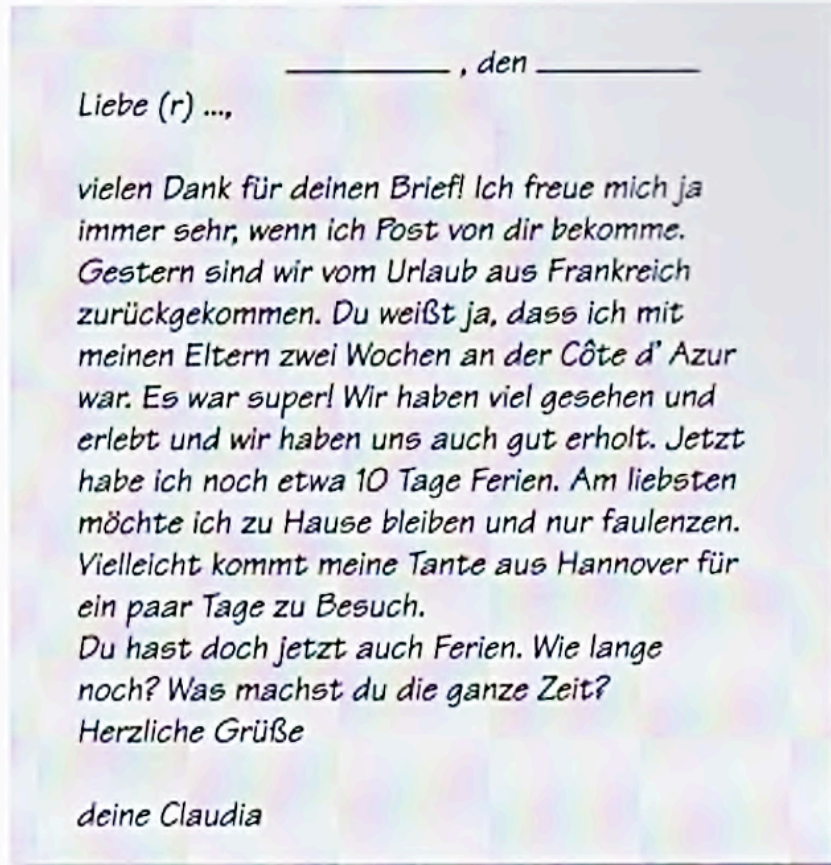 __________, den __________
Liebe (r) ...,
vielen Dank für deinen Brief! Ich freue mich ja
immer sehr, wenn ich Post von dir bekomme.
Gestern sind wir vom Urlaub aus Frankreich
zurückgekommen. Du weißt ja, dass ich mit
meinen Eltern zwei Wochen an der Côte d' Azur
war. Es war super! Wir haben viel gesehen und
erlebt und wir haben uns auch gut erholt. Jetzt
habe ich noch etwa 10 Tage Ferien. Am liebsten
möchte ich zu Hause bleiben und nur faulenzen.
Vielleicht kommt meine Tante aus Hannover für
ein paar Tage zu Besuch.
Du hast doch jetzt auch Ferien. Wie lange
noch? Was machst du die ganze Zeit?
Herzliche Grüße
deine Claudia